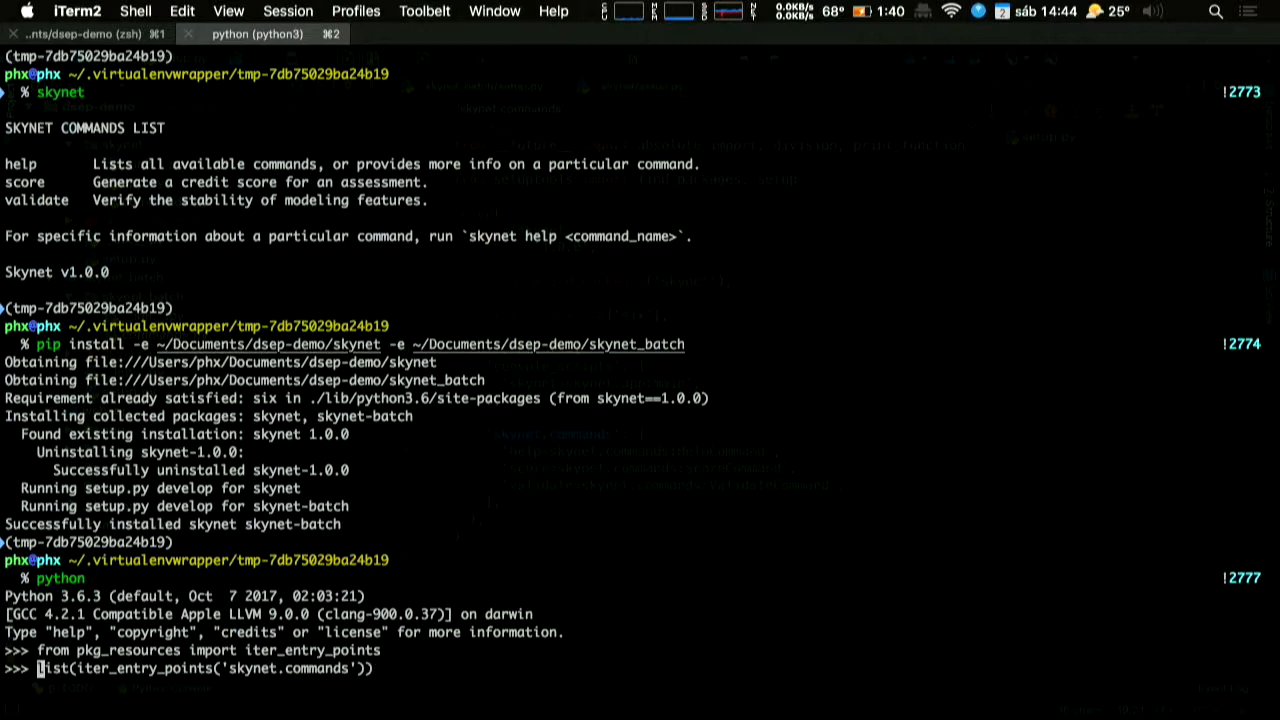 iTerm2 Shell Edit View Session Profiles Toolbelt Window Help 0.0KB/s 0.0KB/s 68° 1:40 2 sáb 14:44 25°
..nts/dsep-demo (zsh) ⌘1 python (python3) ⌘2
(tmp-7db75029ba24b19)
phx@phx ~/.virtualenvwrapper/tmp-7db75029ba24b19
% skynet !2773
SKYNET COMMANDS LIST
help Lists all available commands, or provides more info on a particular command.
score Generate a credit score for an assessment.
validate Verify the stability of modeling features.
For specific information about a particular command, run `skynet help <command_name>`.
Skynet v1.0.0
(tmp-7db75029ba24b19)
phx@phx ~/.virtualenvwrapper/tmp-7db75029ba24b19
% pip install -e ~/Documents/dsep-demo/skynet -e ~/Documents/dsep-demo/skynet_batch !2774
Obtaining file:///Users/phx/Documents/dsep-demo/skynet
Obtaining file:///Users/phx/Documents/dsep-demo/skynet_batch
Requirement already satisfied: six in ./lib/python3.6/site-packages (from skynet==1.0.0)
Installing collected packages: skynet, skynet-batch
Found existing installation: skynet 1.0.0
Uninstalling skynet-1.0.0:
Successfully uninstalled skynet-1.0.0
Running setup.py develop for skynet
Running setup.py develop for skynet-batch
Successfully installed skynet skynet-batch
(tmp-7db75029ba24b19)
phx@phx ~/.virtualenvwrapper/tmp-7db75029ba24b19
% python !2777
Python 3.6.3 (default, Oct 7 2017, 02:03:21)
[GCC 4.2.1 Compatible Apple LLVM 9.0.0 (clang-900.0.37)] on darwin
Type "help", "copyright", "credits" or "license" for more information.
>>> from pkg_resources import iter_entry_points
>>> list(iter_entry_points('skynet.commands'))